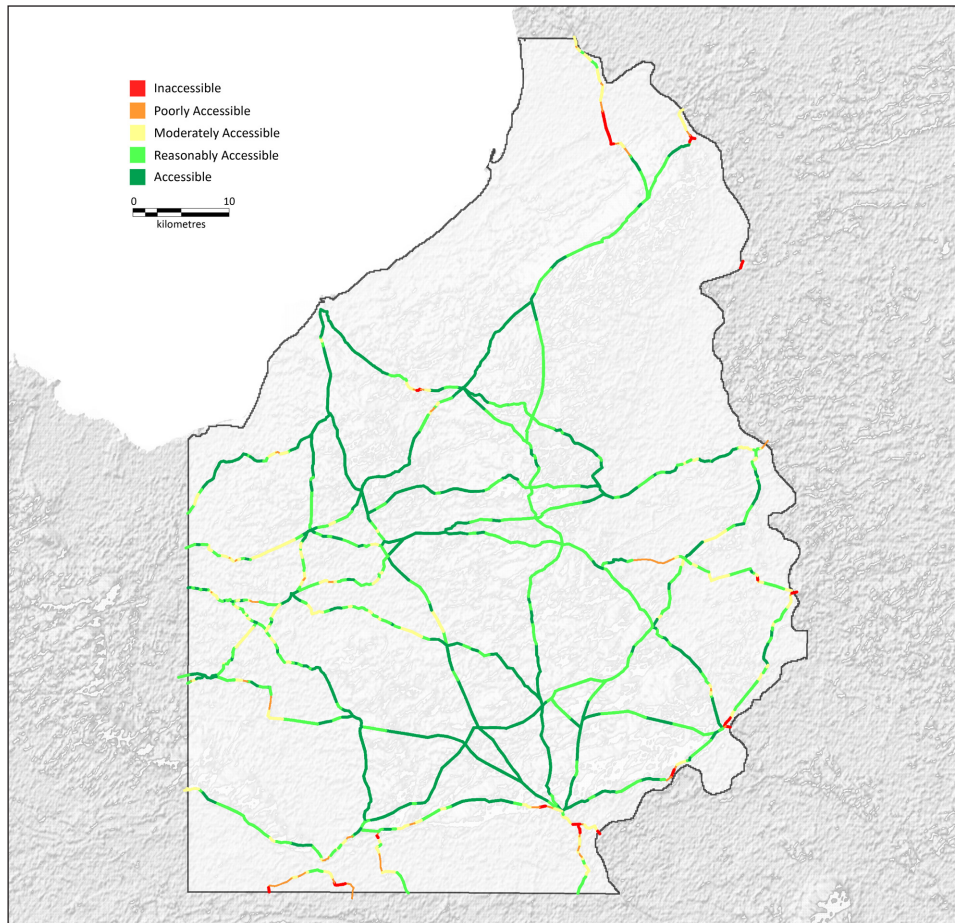 Inaccessible
Poorly Accessible
Moderately Accessible
Reasonably Accessible
Accessible
0 10
kilometres